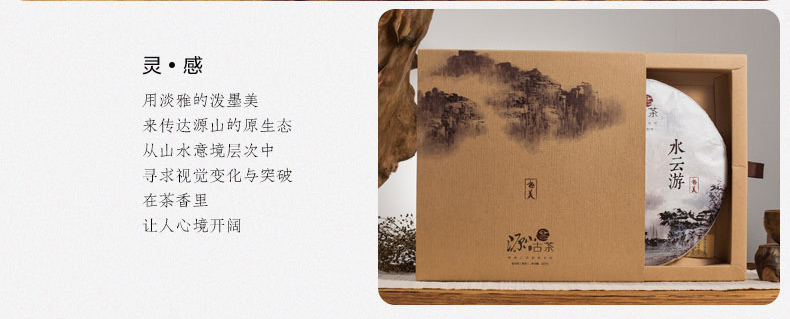 灵•感
用淡雅的泼墨美
来传达源山的原生态
从山水意境层次中
寻求视觉变化与突破
在茶香里
让人心境开阔
茶
水云游
源山古茶